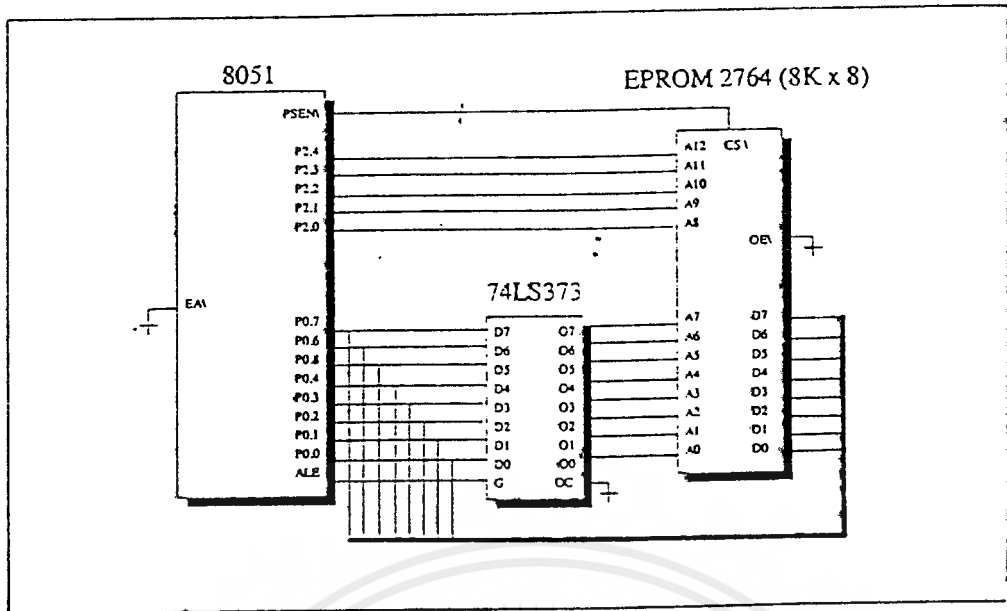 8051
EPROM 2764 (8K x 8)
PSEN\
P2.4
P2.3
P2.2
P2.1
P2.0
EA\
P0.7
P0.6
P0.5
P0.4
P0.3
P0.2
P0.1
P0.0
ALE
74LS373
D7
D6
D5
D4
D3
D2
D1
D0
G
O7
O6
O5
O4
O3
O2
O1
O0
OC
A12
CS\
A11
A10
A9
A8
OE\
A7
A6
A5
A4
A3
A2
A1
A0
D7
D6
D5
D4
D3
D2
D1
D0